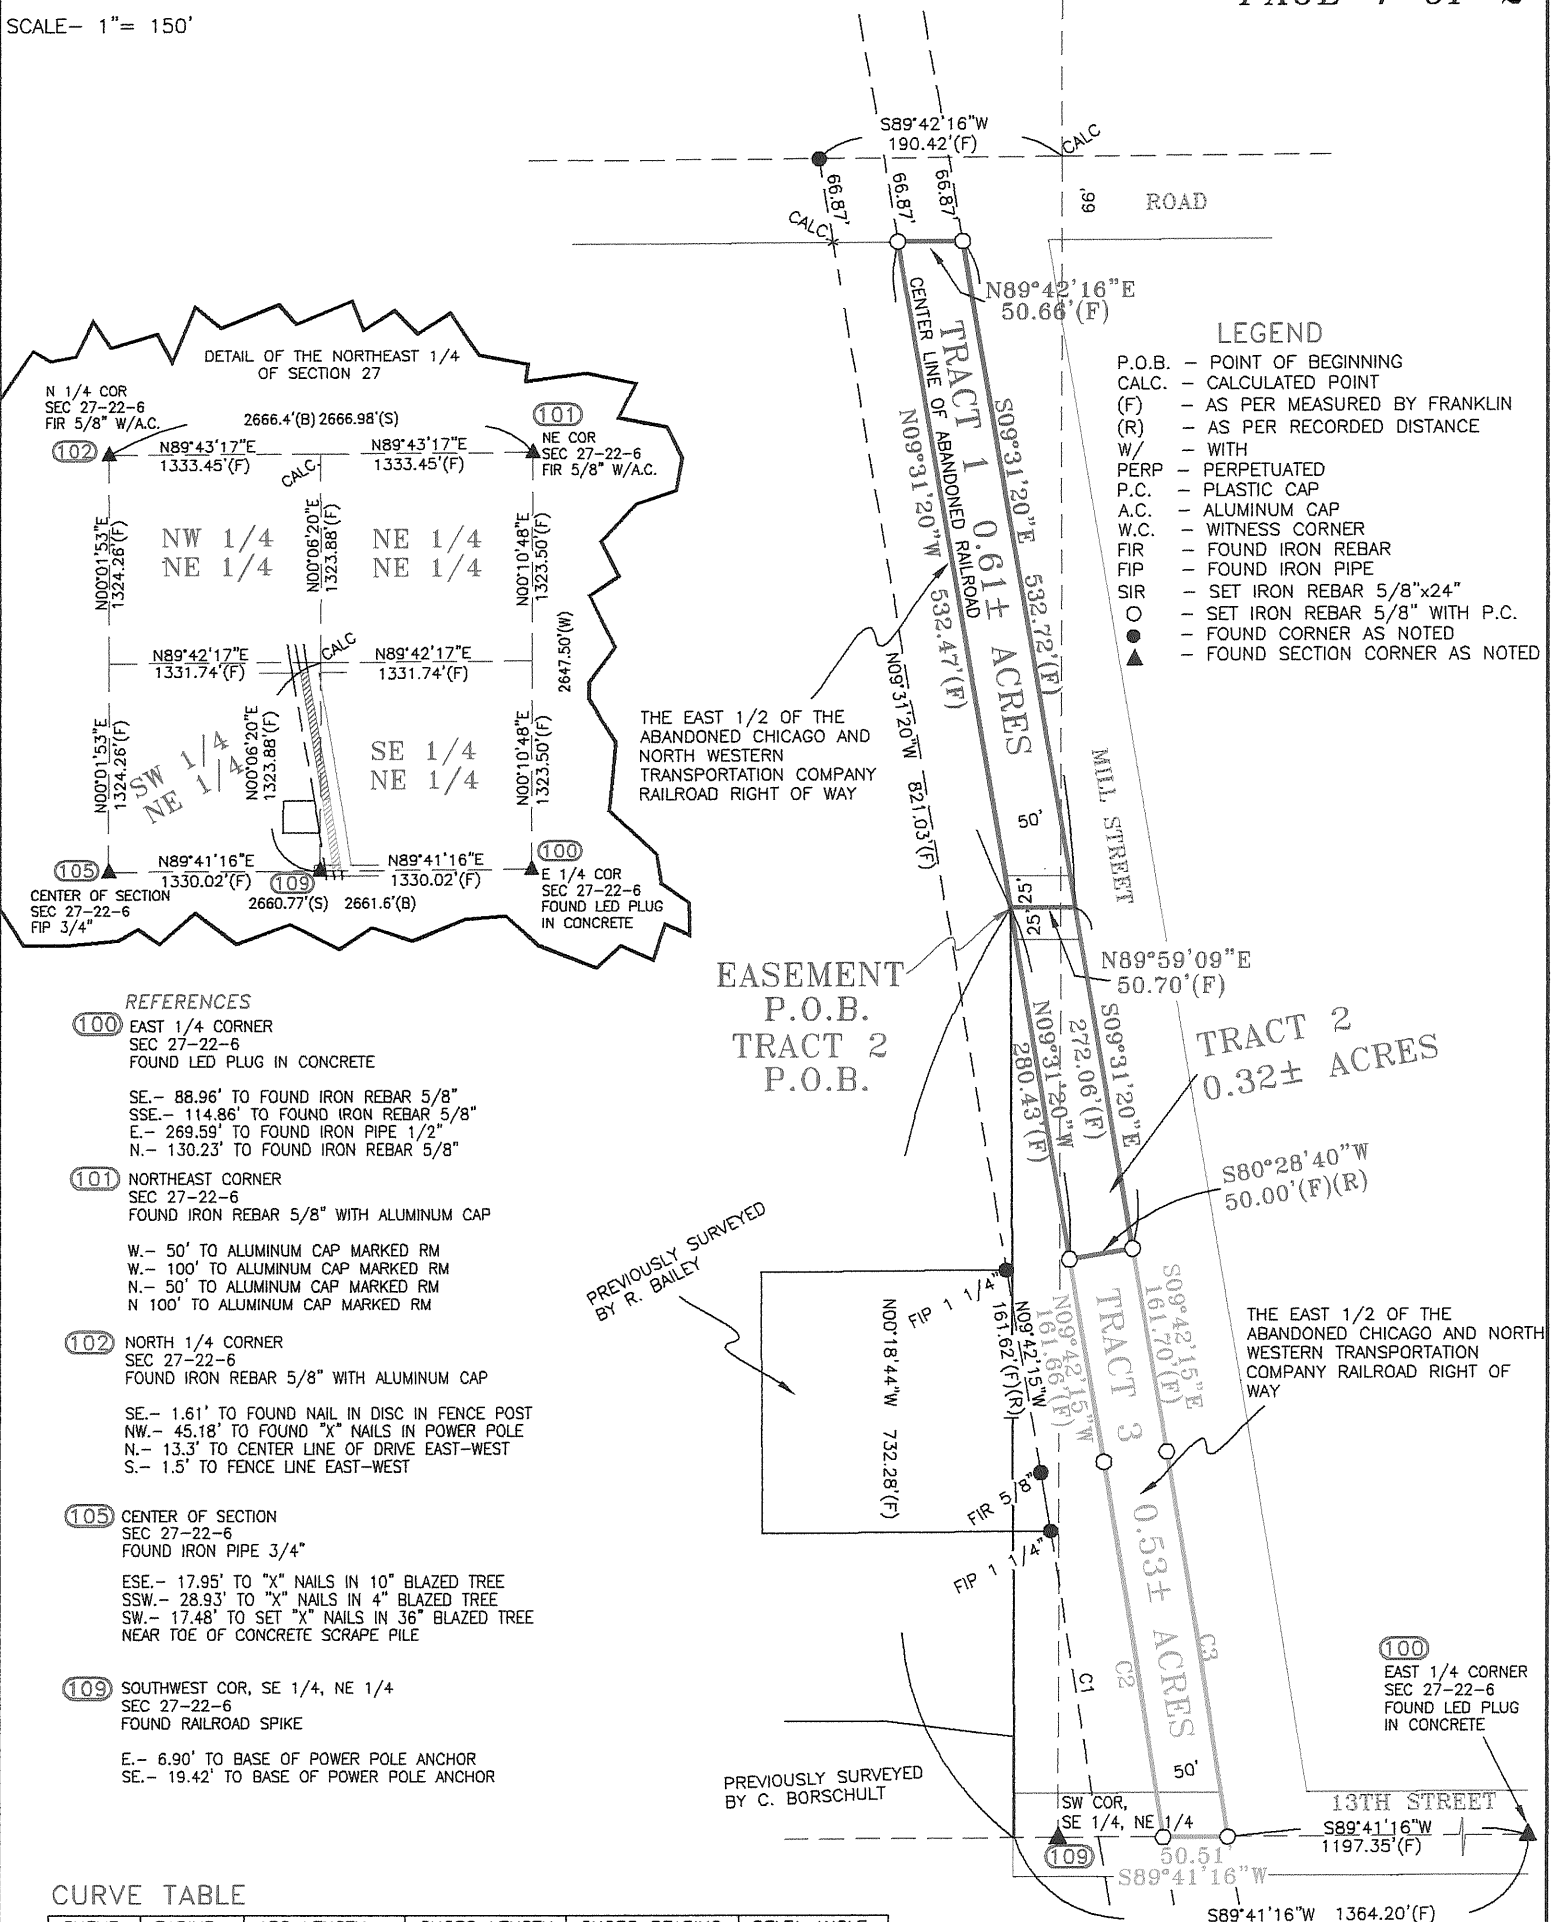 SCALE- 1"= 150'
S89°42'16"W
190.42'(F)
CALC
66.87'
66.87'
66.87'
CALC.
66'
ROAD
N89°42'16"E
50.66'(F)
CENTER LINE OF ABANDONED RAILROAD
TRACT 1 0.61± ACRES
S09°31'20"E 532.72'(F)
N09°31'20"W 532.47'(F)
N09°31'20"W 821.03'(F)
LEGEND
P.O.B. - POINT OF BEGINNING
CALC. - CALCULATED POINT
(F) - AS PER MEASURED BY FRANKLIN
(R) - AS PER RECORDED DISTANCE
W/ - WITH
PERP - PERPETUATED
P.C. - PLASTIC CAP
A.C. - ALUMINUM CAP
W.C. - WITNESS CORNER
FIR - FOUND IRON REBAR
FIP - FOUND IRON PIPE
SIR - SET IRON REBAR 5/8"x24"
- SET IRON REBAR 5/8" WITH P.C.
- FOUND CORNER AS NOTED
- FOUND SECTION CORNER AS NOTED
DETAIL OF THE NORTHEAST 1/4
OF SECTION 27
N 1/4 COR
SEC 27-22-6
FIR 5/8" W/A.C.
102
2666.4'(B) 2666.98'(S)
101
NE COR
SEC 27-22-6
FIR 5/8" W/A.C.
N89°43'17"E
1333.45'(F)
N89°43'17"E
1333.45'(F)
CALC.
N00°01'53"E
1324.26'(F)
NW 1/4
NE 1/4
N00°06'20"E
1323.88'(F)
NE 1/4
NE 1/4
N00°10'48"E
1323.50'(F)
N89°42'17"E
1331.74'(F)
CALC
N89°42'17"E
1331.74'(F)
2647.50'(W)
N00°01'53"E
1324.26'(F)
SW 1/4
NE 1/4
N00°06'20"E
1323.88'(F)
SE 1/4
NE 1/4
N00°10'48"E
1323.50'(F)
105
N89°41'16"E
1330.02'(F)
109
N89°41'16"E
1330.02'(F)
100
CENTER OF SECTION
SEC 27-22-6
FIP 3/4"
2660.77'(S) 2661.6'(B)
E 1/4 COR
SEC 27-22-6
FOUND LED PLUG
IN CONCRETE
THE EAST 1/2 OF THE
ABANDONED CHICAGO AND
NORTH WESTERN
TRANSPORTATION COMPANY
RAILROAD RIGHT OF WAY
MILL STREET
50'
25'
25'
N89°59'09"E
50.70'(F)
EASEMENT
P.O.B.
TRACT 2
P.O.B.
N09°31'20"W
280.43'(F)
S09°31'20"E
272.06'(F)
TRACT 2
0.32± ACRES
S80°28'40"W
50.00'(F)(R)
REFERENCES
100 EAST 1/4 CORNER
SEC 27-22-6
FOUND LED PLUG IN CONCRETE
SE.- 88.96' TO FOUND IRON REBAR 5/8"
SSE.- 114.86' TO FOUND IRON REBAR 5/8"
E.- 269.59' TO FOUND IRON PIPE 1/2"
N.- 130.23' TO FOUND IRON REBAR 5/8"
101 NORTHEAST CORNER
SEC 27-22-6
FOUND IRON REBAR 5/8" WITH ALUMINUM CAP
W.- 50' TO ALUMINUM CAP MARKED RM
W.- 100' TO ALUMINUM CAP MARKED RM
N.- 50' TO ALUMINUM CAP MARKED RM
N 100' TO ALUMINUM CAP MARKED RM
102 NORTH 1/4 CORNER
SEC 27-22-6
FOUND IRON REBAR 5/8" WITH ALUMINUM CAP
SE.- 1.61' TO FOUND NAIL IN DISC IN FENCE POST
NW.- 45.18' TO FOUND "X" NAILS IN POWER POLE
N.- 13.3' TO CENTER LINE OF DRIVE EAST-WEST
S.- 1.5' TO FENCE LINE EAST-WEST
105 CENTER OF SECTION
SEC 27-22-6
FOUND IRON PIPE 3/4"
ESE.- 17.95' TO "X" NAILS IN 10" BLAZED TREE
SSW.- 28.93' TO "X" NAILS IN 4" BLAZED TREE
SW.- 17.48' TO SET "X" NAILS IN 36" BLAZED TREE
NEAR TOE OF CONCRETE SCRAPE PILE
109 SOUTHWEST COR, SE 1/4, NE 1/4
SEC 27-22-6
FOUND RAILROAD SPIKE
E.- 6.90' TO BASE OF POWER POLE ANCHOR
SE.- 19.42' TO BASE OF POWER POLE ANCHOR
PREVIOUSLY SURVEYED
BY R. BAILEY
FIP 1 1/4"
N00°18'44"W 732.28'(F)
N09°42'15"W
161.62'(F)(R)
N09°42'15"W
161.66'(F)
S09°42'15"E
161.70'(F)
TRACT 3 0.53± ACRES
THE EAST 1/2 OF THE
ABANDONED CHICAGO AND NORTH
WESTERN TRANSPORTATION
COMPANY RAILROAD RIGHT OF
WAY
FIR 5/8"
FIP 1 1/4"
C1
C2
C3
100
EAST 1/4 CORNER
SEC 27-22-6
FOUND LED PLUG
IN CONCRETE
PREVIOUSLY SURVEYED
BY C. BORSCHULT
50'
SW COR,
SE 1/4, NE 1/4
109
13TH STREET
S89°41'16"W
1197.35'(F)
50.51'
S89°41'16"W
S89°41'16"W 1364.20'(F)
CURVE TABLE